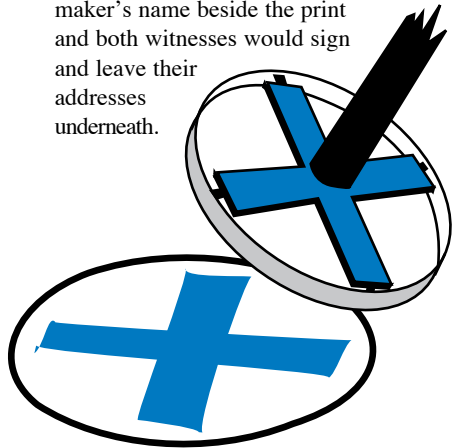 maker’s name beside the print
and both witnesses would sign
and leave their
addresses
underneath.